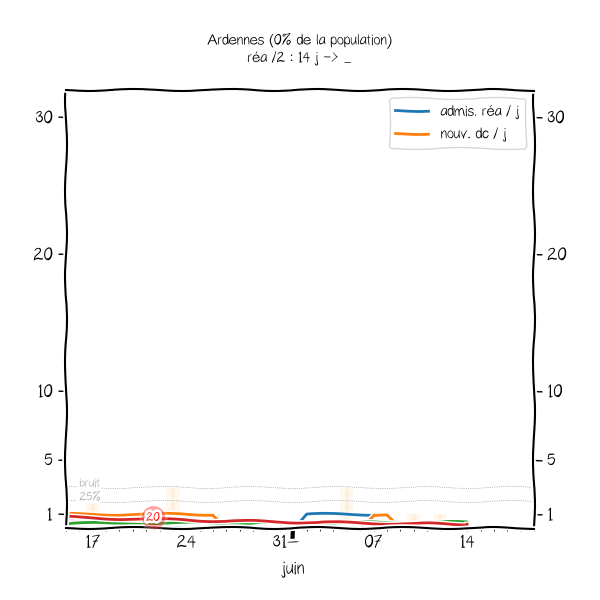 Ardennes (0% de la population)
réa /2 : 14 j -> _
admis. réa / j
nouv. dc / j
30 30
20 20
10 10
5 5
bruit
25%
1 20 1
17 24 31 07 14
juin